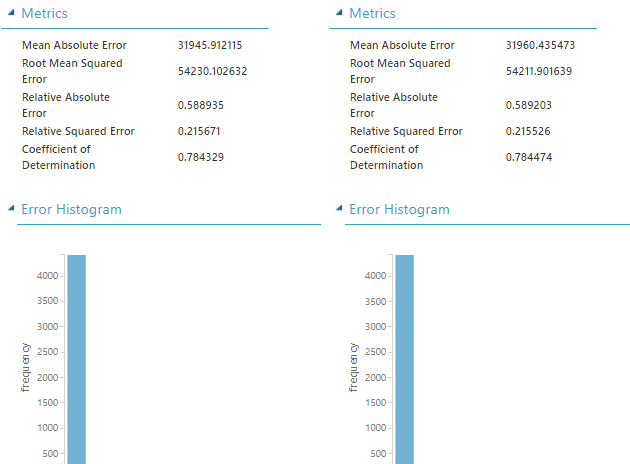 Metrics
Mean Absolute Error 31945.912115
Root Mean Squared
Error 54230.102632
Relative Absolute
Error 0.588935
Relative Squared Error 0.215671
Coefficient of
Determination 0.784329
Error Histogram
4000
3500
3000
2500
2000
1500
1000
500
frequency
Metrics
Mean Absolute Error 31960.435473
Root Mean Squared
Error 54211.901639
Relative Absolute
Error 0.589203
Relative Squared Error 0.215526
Coefficient of
Determination 0.784474
Error Histogram
4000
3500
3000
2500
2000
1500
1000
500
frequency